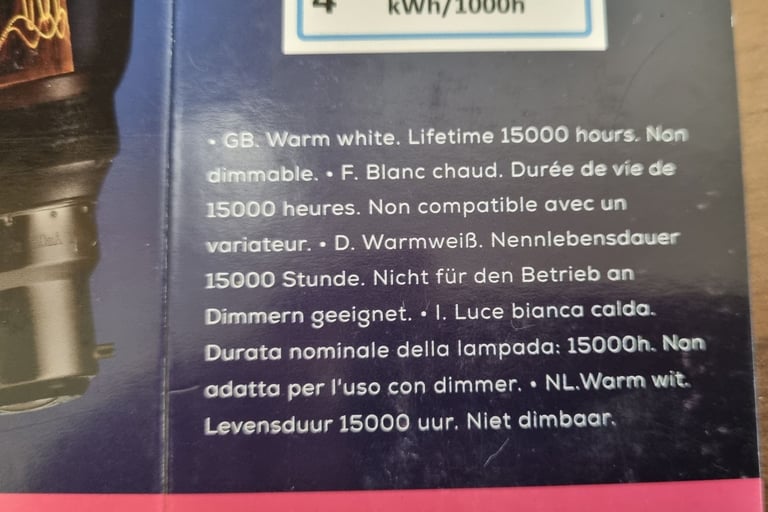 4 kWh/1000h
• GB. Warm white. Lifetime 15000 hours. Non
dimmable. • F. Blanc chaud. Durée de vie de
15000 heures. Non compatible avec un
variateur. • D. Warmweiß. Nennlebensdauer
15000 Stunde. Nicht für den Betrieb an
Dimmern geeignet. • I. Luce bianca calda.
Durata nominale della lampada: 15000h. Non
adatta per l'uso con dimmer. • NL.Warm wit.
Levensduur 15000 uur. Niet dimbaar.